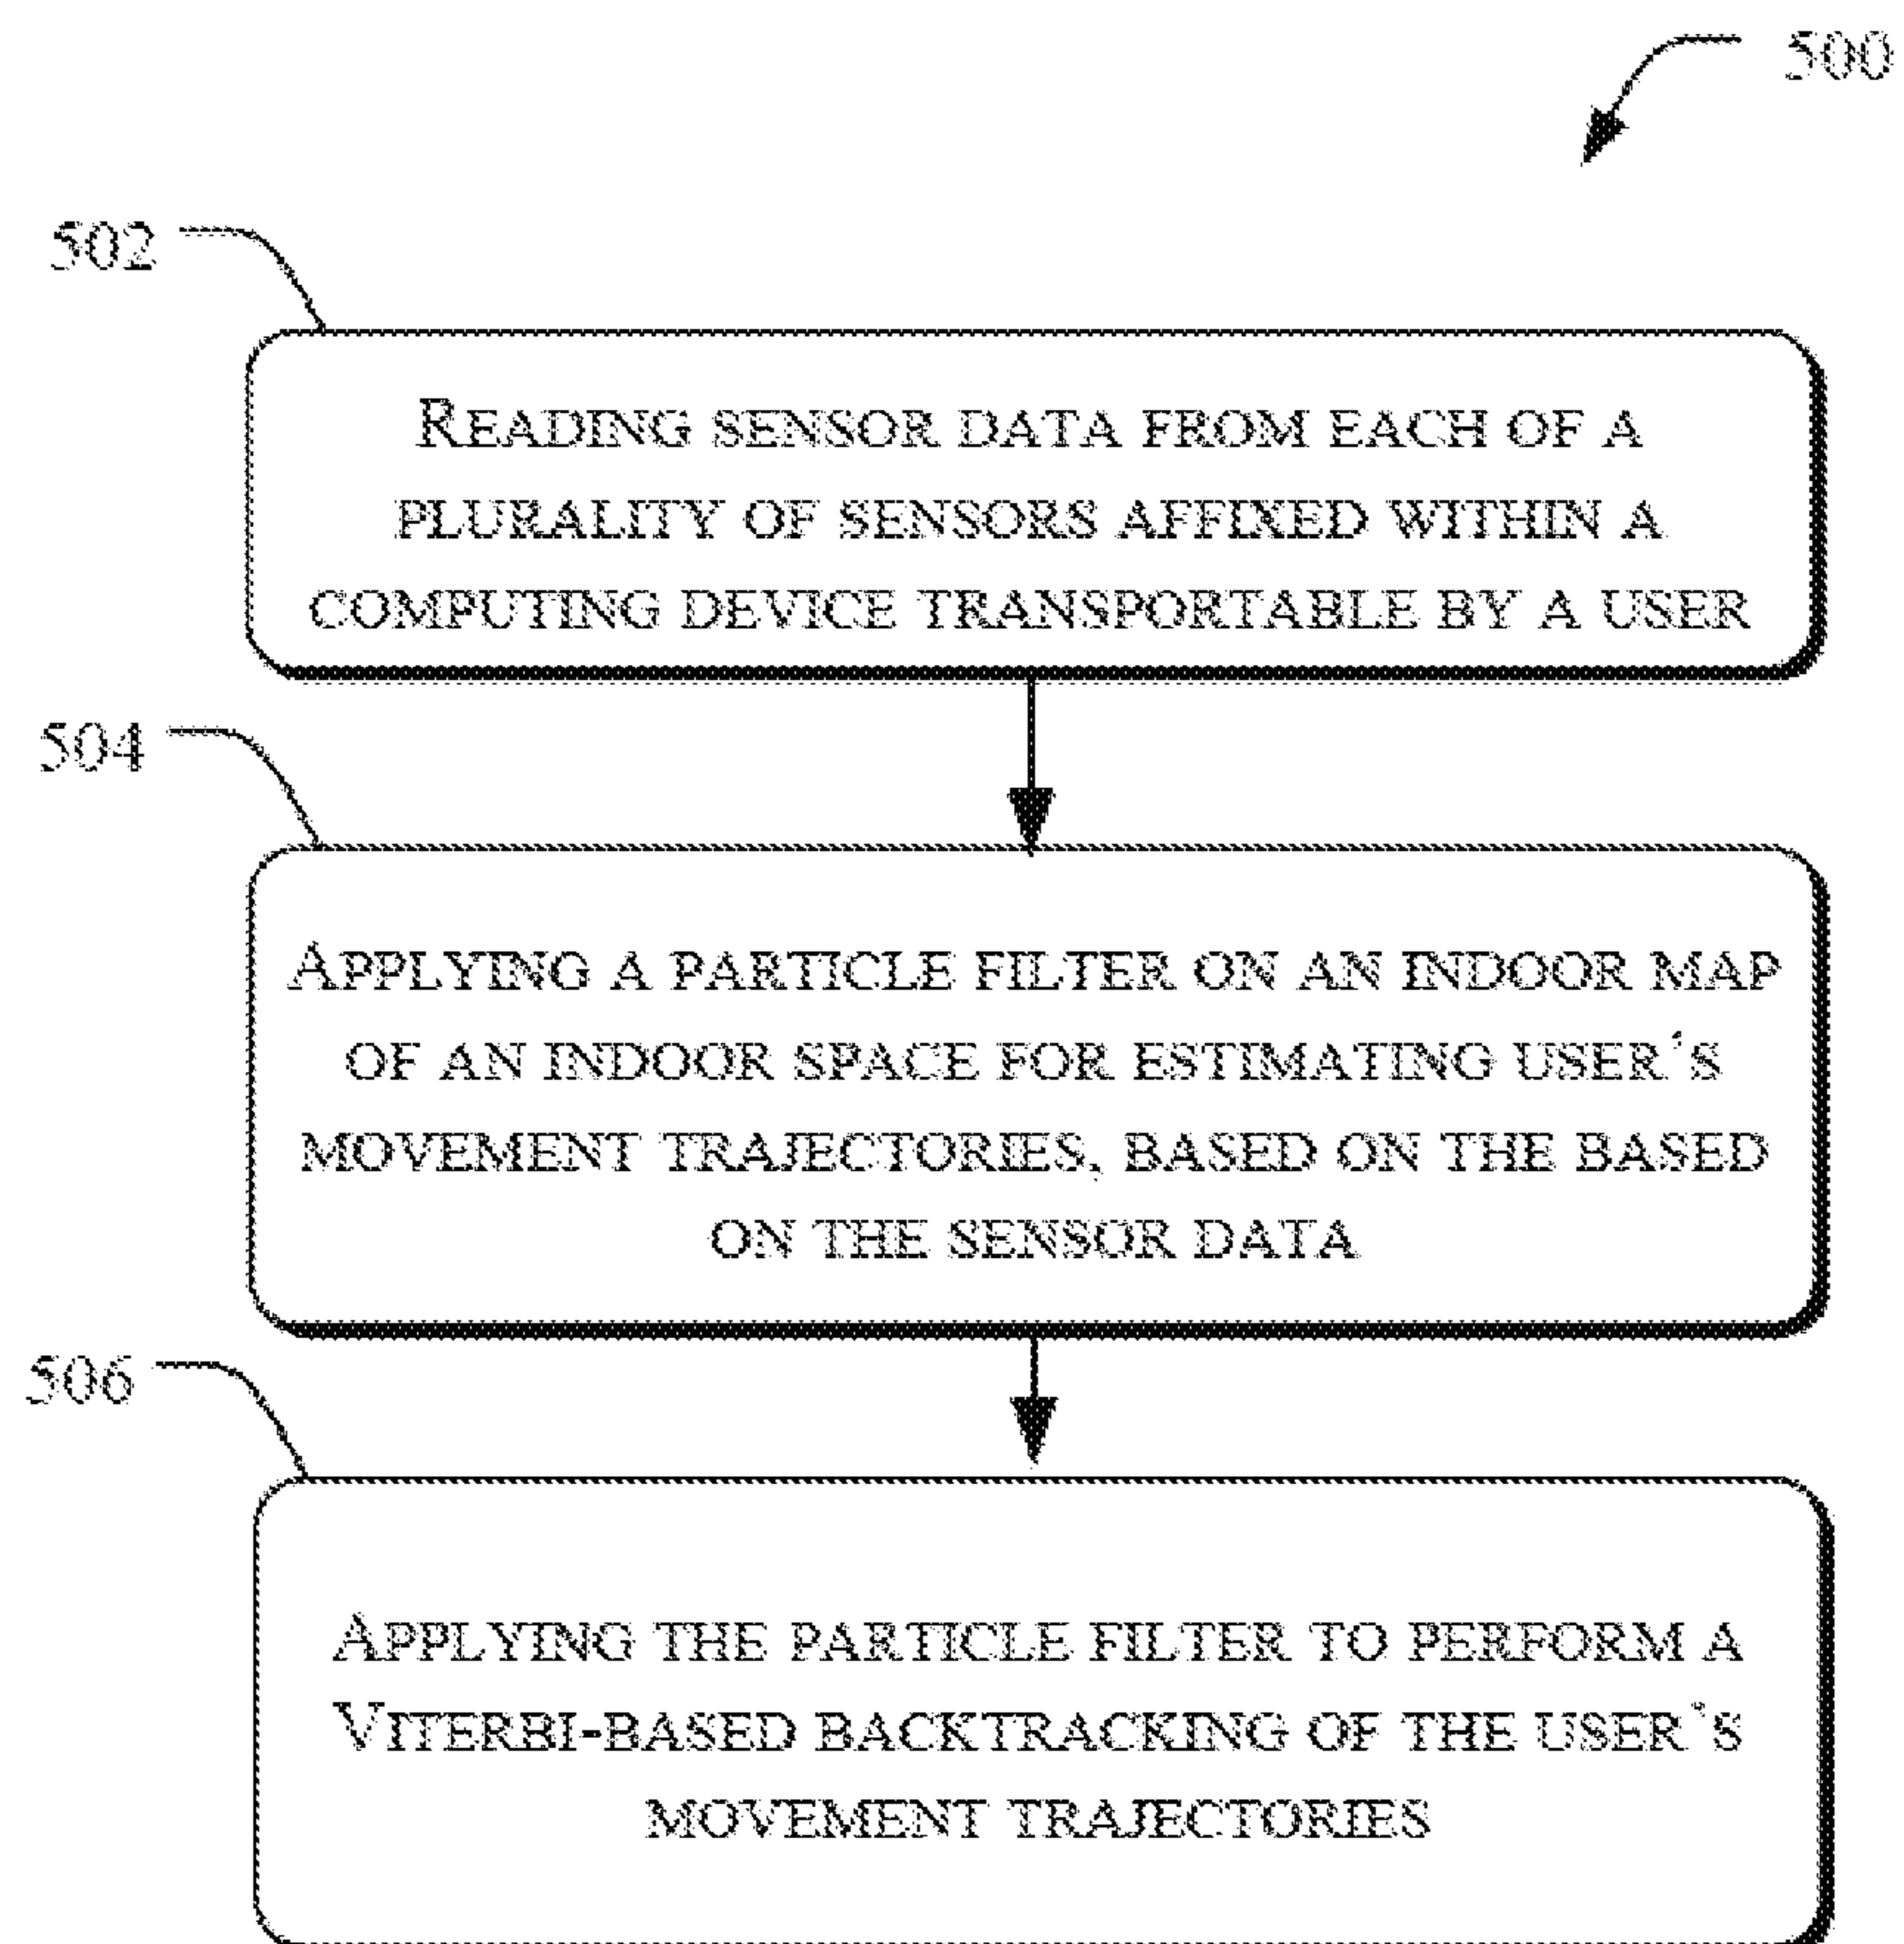 500
502
READING SENSOR DATA FROM EACH OF A
PLURALITY OF SENSORS AFFIXED WITHIN A
COMPUTING DEVICE TRANSPORTABLE BY A USER
504
APPLYING A PARTICLE FILTER ON AN INDOOR MAP
OF AN INDOOR SPACE FOR ESTIMATING USER'S
MOVEMENT TRAJECTORIES, BASED ON THE BASED
ON THE SENSOR DATA
506
APPLYING THE PARTICLE FILTER TO PERFORM A
VITERBI-BASED BACKTRACKING OF THE USER'S
MOVEMENT TRAJECTORIES